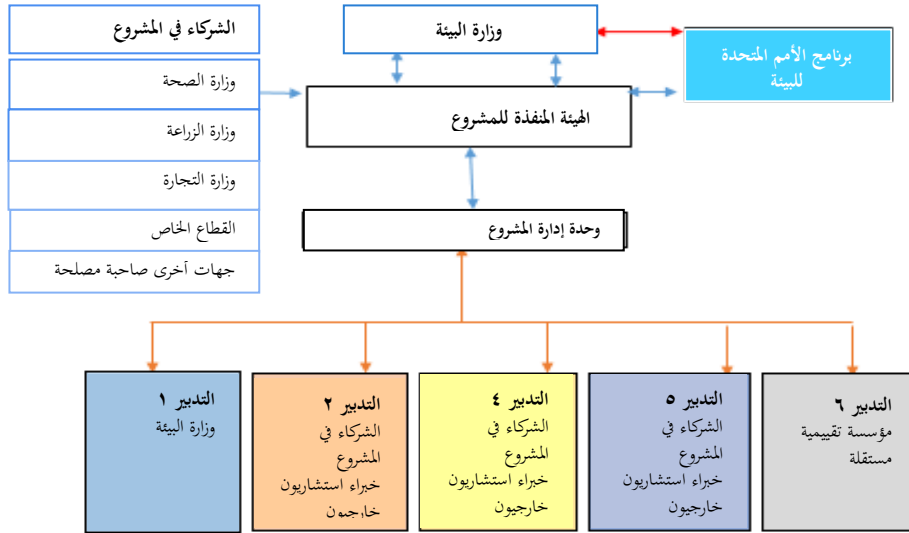 الشركاء في المشروع
وزارة الصحة
وزارة الزراعة
وزارة التجارة
القطاع الخاص
جهات أخرى صاحبة مصلحة
وزارة البيئة
برنامج الأمم المتحدة
للبيئة
الهيئة المنفذة للمشروع
وحدة إدارة المشروع
التدبير ١
وزارة البيئة
التدبير ٢
الشركاء في
المشروع
خبراء استشاريون
خارجيون
التدبير ٤
الشركاء في
المشروع
خبراء استشاريون
خارجيون
التدبير ٥
الشركاء في
المشروع
خبراء استشاريون
خارجيون
التدبير ٦
مؤسسة تقييمية
مستقلة